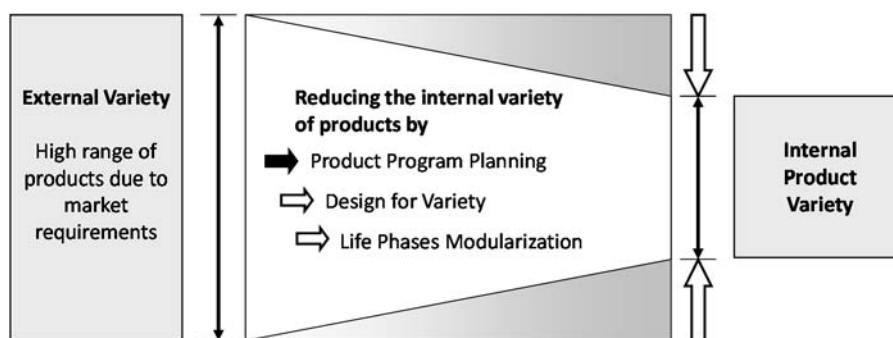 External Variety
High range of
products due to
market
requirements
Reducing the internal variety
of products by
Product Program Planning
Design for Variety
Life Phases Modularization
Internal
Product
Variety